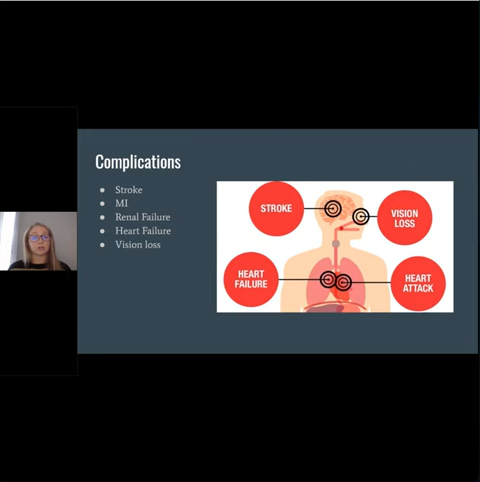 Complications
● Stroke
● MI
● Renal Failure
● Heart Failure
● Vision loss
STROKE
VISION
LOSS
HEART
FAILURE
HEART
ATTACK